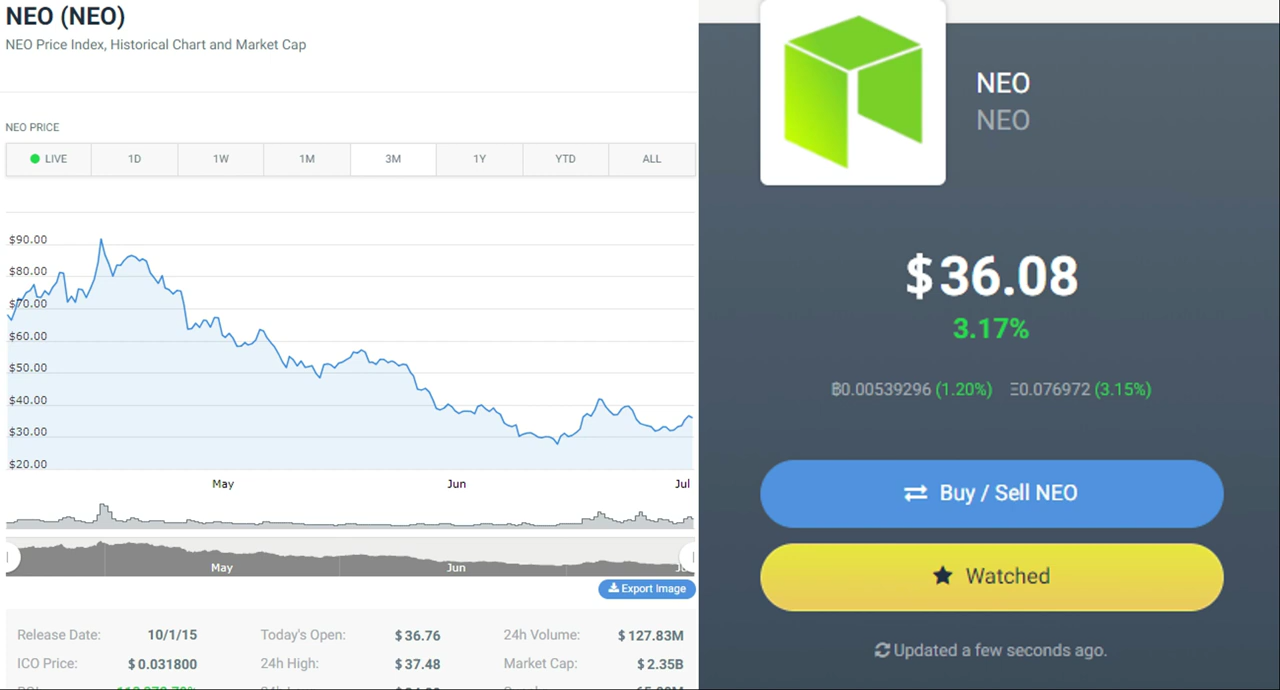 NEO (NEO)
NEO Price Index, Historical Chart and Market Cap
NEO PRICE
LIVE 1D 1W 1M 3M 1Y YTD ALL
$90.00
$80.00
$70.00
$60.00
$50.00
$40.00
$30.00
$20.00
May Jun Jul
May Jun
Export Image
Release Date: 10/1/15 Today's Open: $36.76 24h Volume: $127.83M
ICO Price: $0.031800 24h High: $37.48 Market Cap: $2.35B
NEO
NEO
$36.08
3.17%
฿0.00539296 (1.20%) Ξ0.076972 (3.15%)
Buy / Sell NEO
Watched
Updated a few seconds ago.